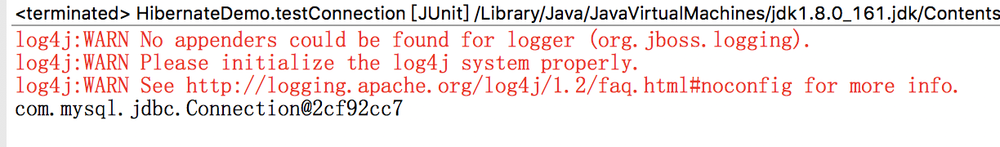 <terminated> HibernateDemo.testConnection [JUnit] /Library/Java/JavaVirtualMachines/jdk1.8.0_161.jdk/Contents
log4j:WARN No appenders could be found for logger (org.jboss.logging).
log4j:WARN Please initialize the log4j system properly.
log4j:WARN See http://logging.apache.org/log4j/1.2/faq.html#noconfig for more info.
com.mysql.jdbc.Connection@2cf92cc7